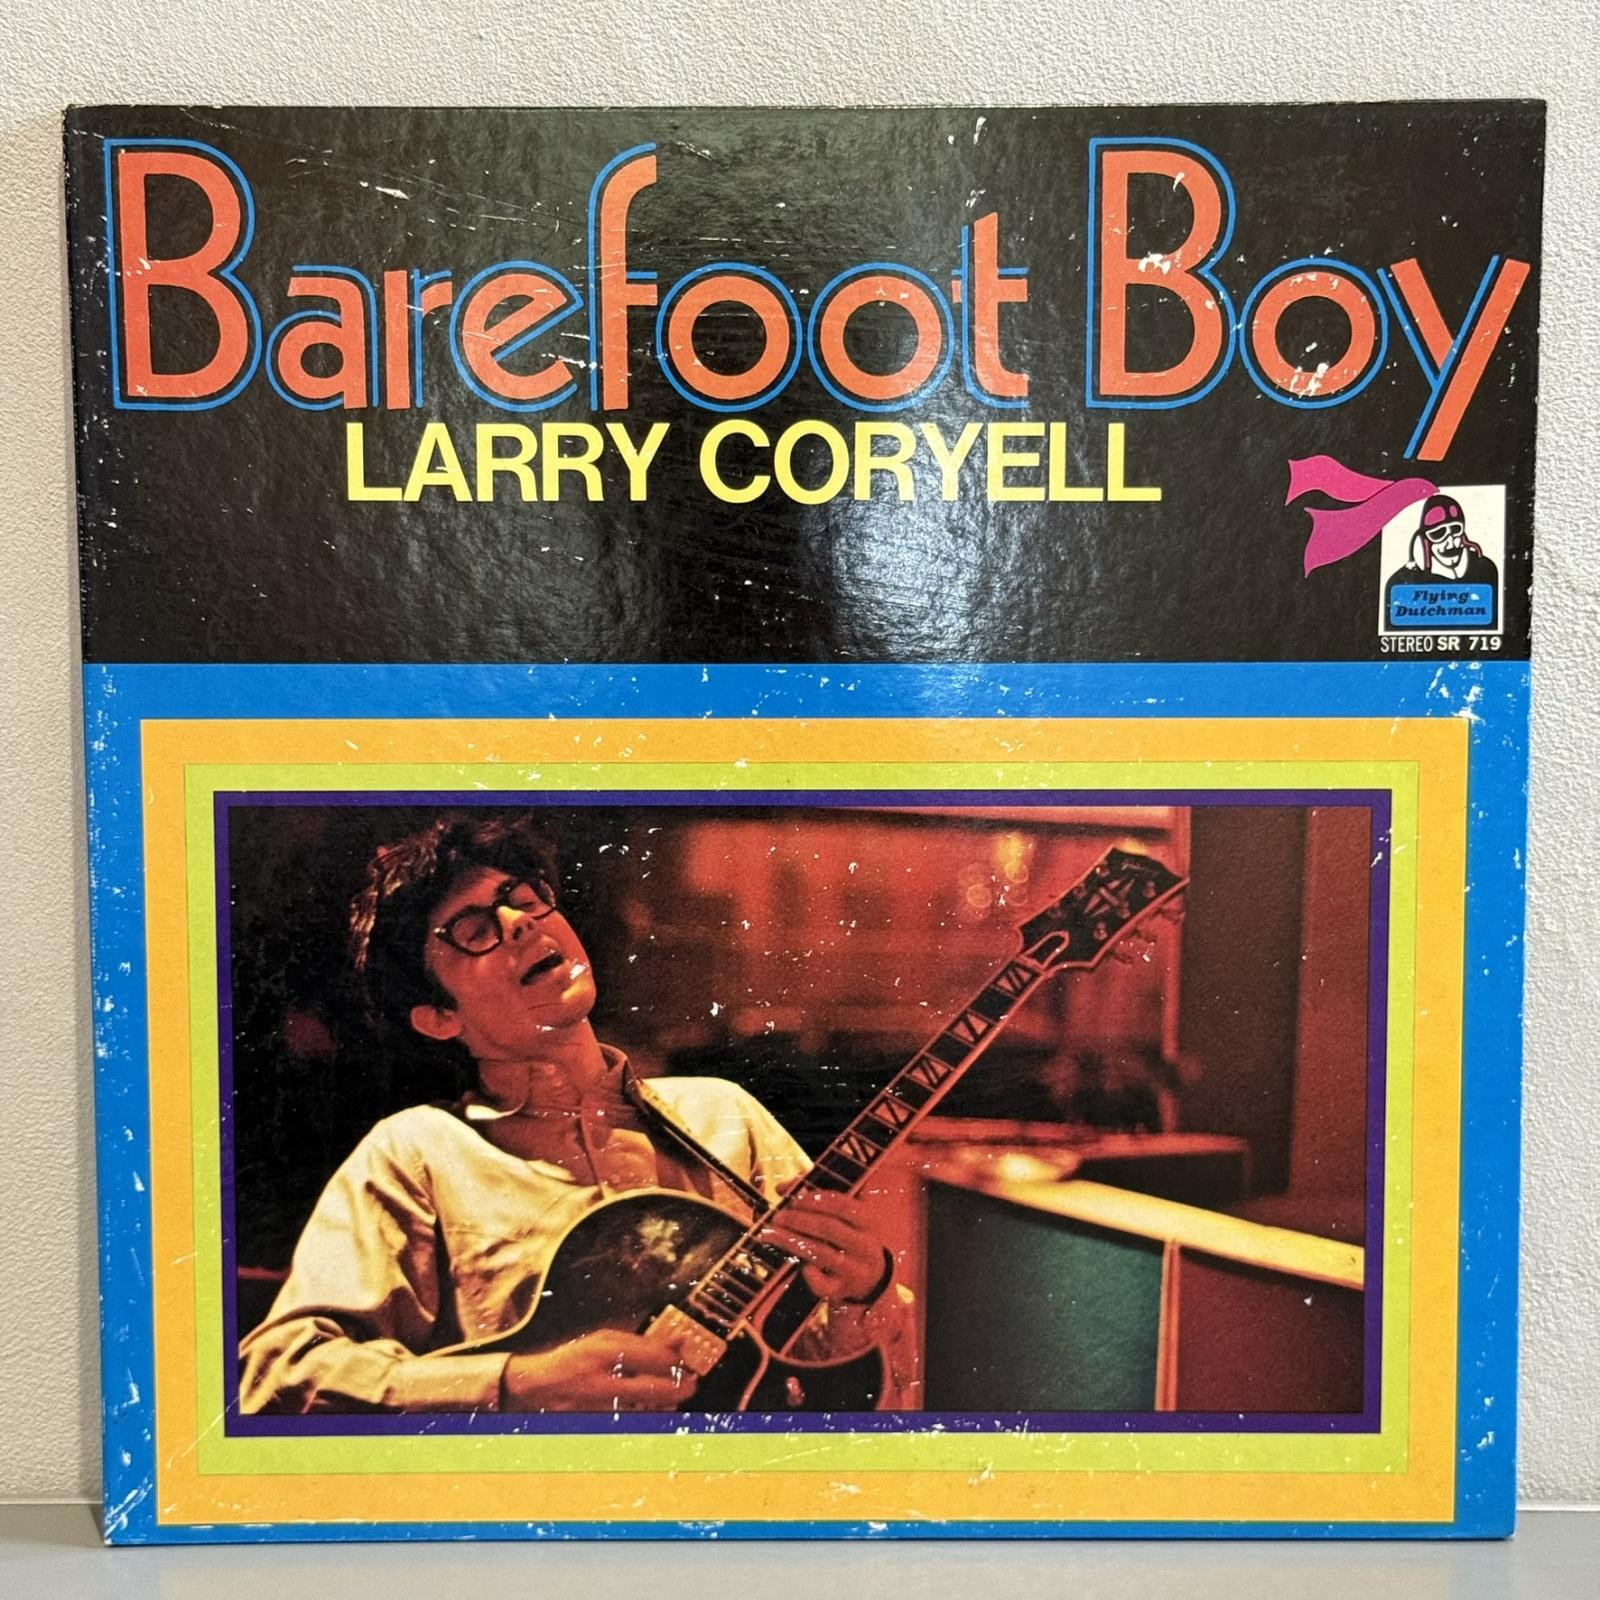 Barefoot Boy
LARRY CORYELL
Flying
Dutchman
STEREO SR 719